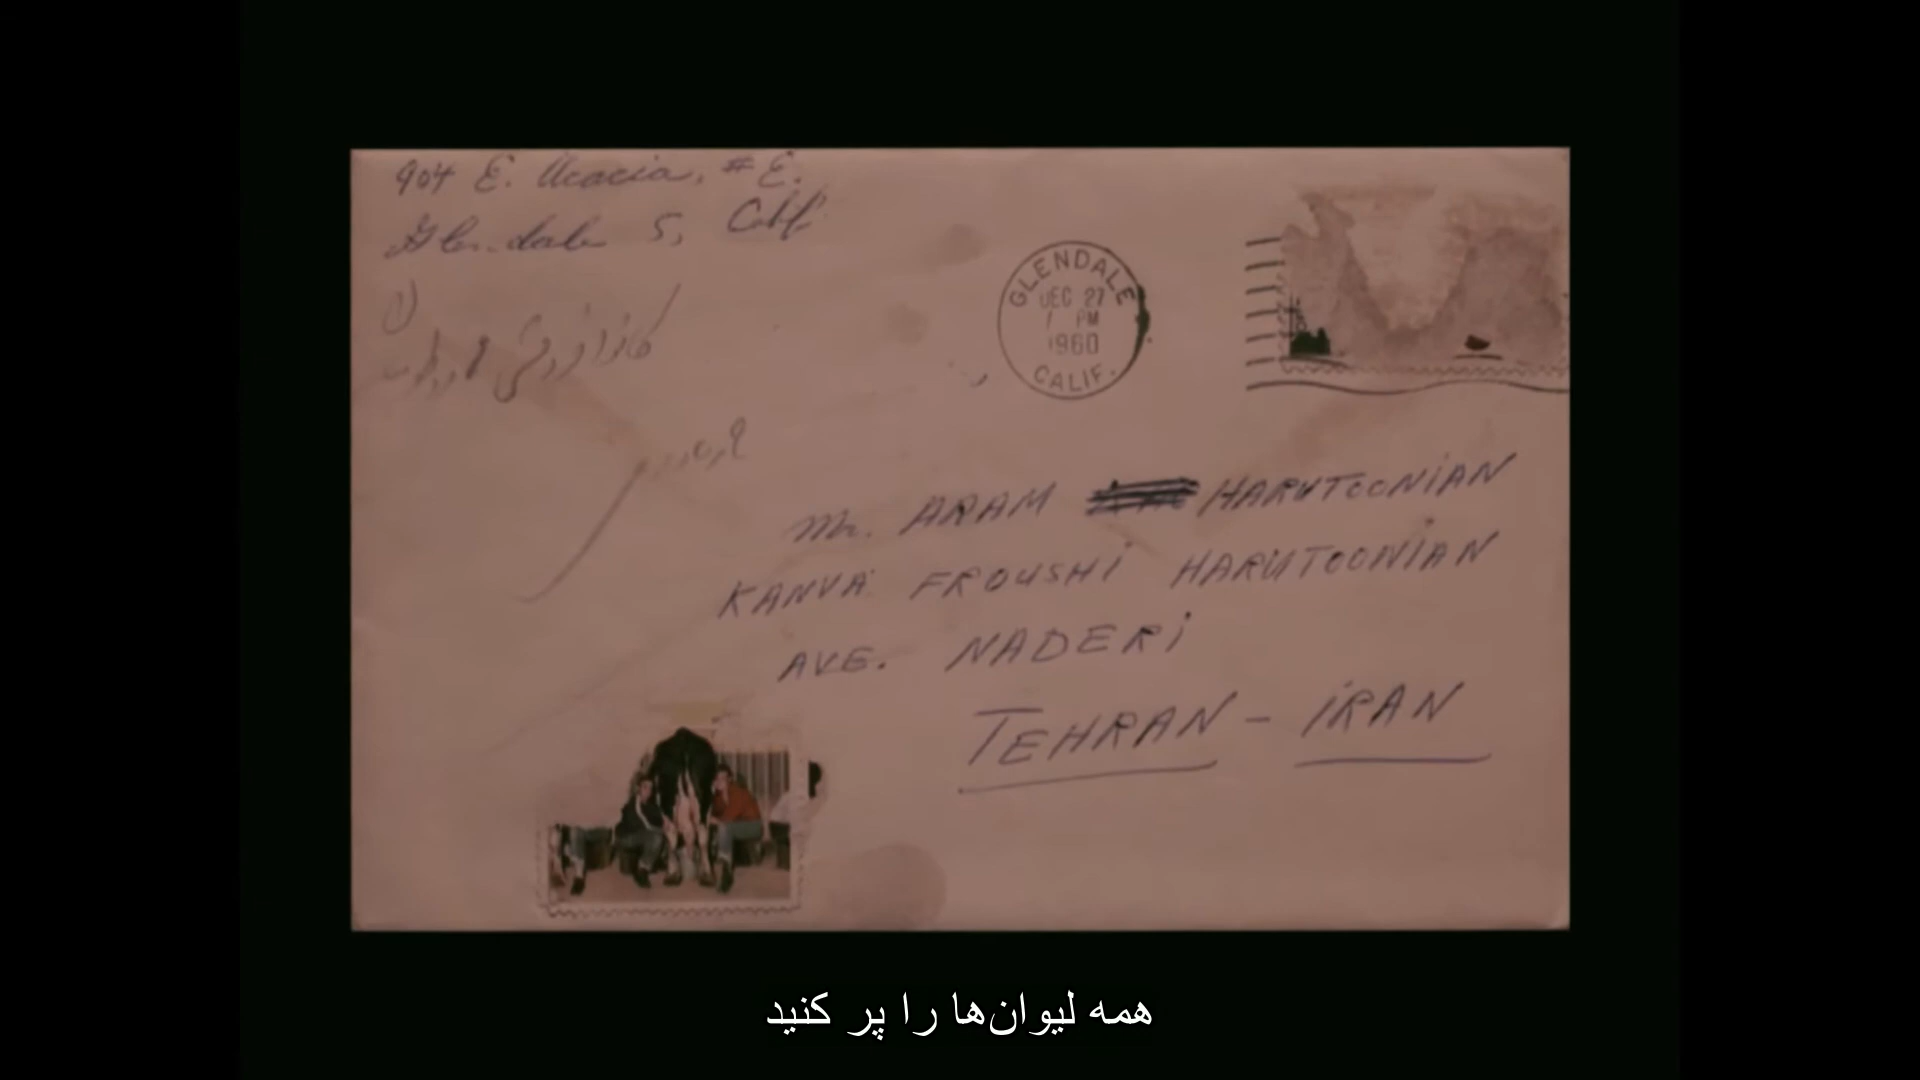 904 E. Acacia, # E.
Glendale 5, Calif.
GLENDALE
DEC 27
1 PM
1960
CALIF.
Mr. ARAM HARUTOONIAN
KANVA FROUSHI HARUTOONIAN
AVE. NADERI
TEHRAN - IRAN
همه لیوان‌ها را پر کنید